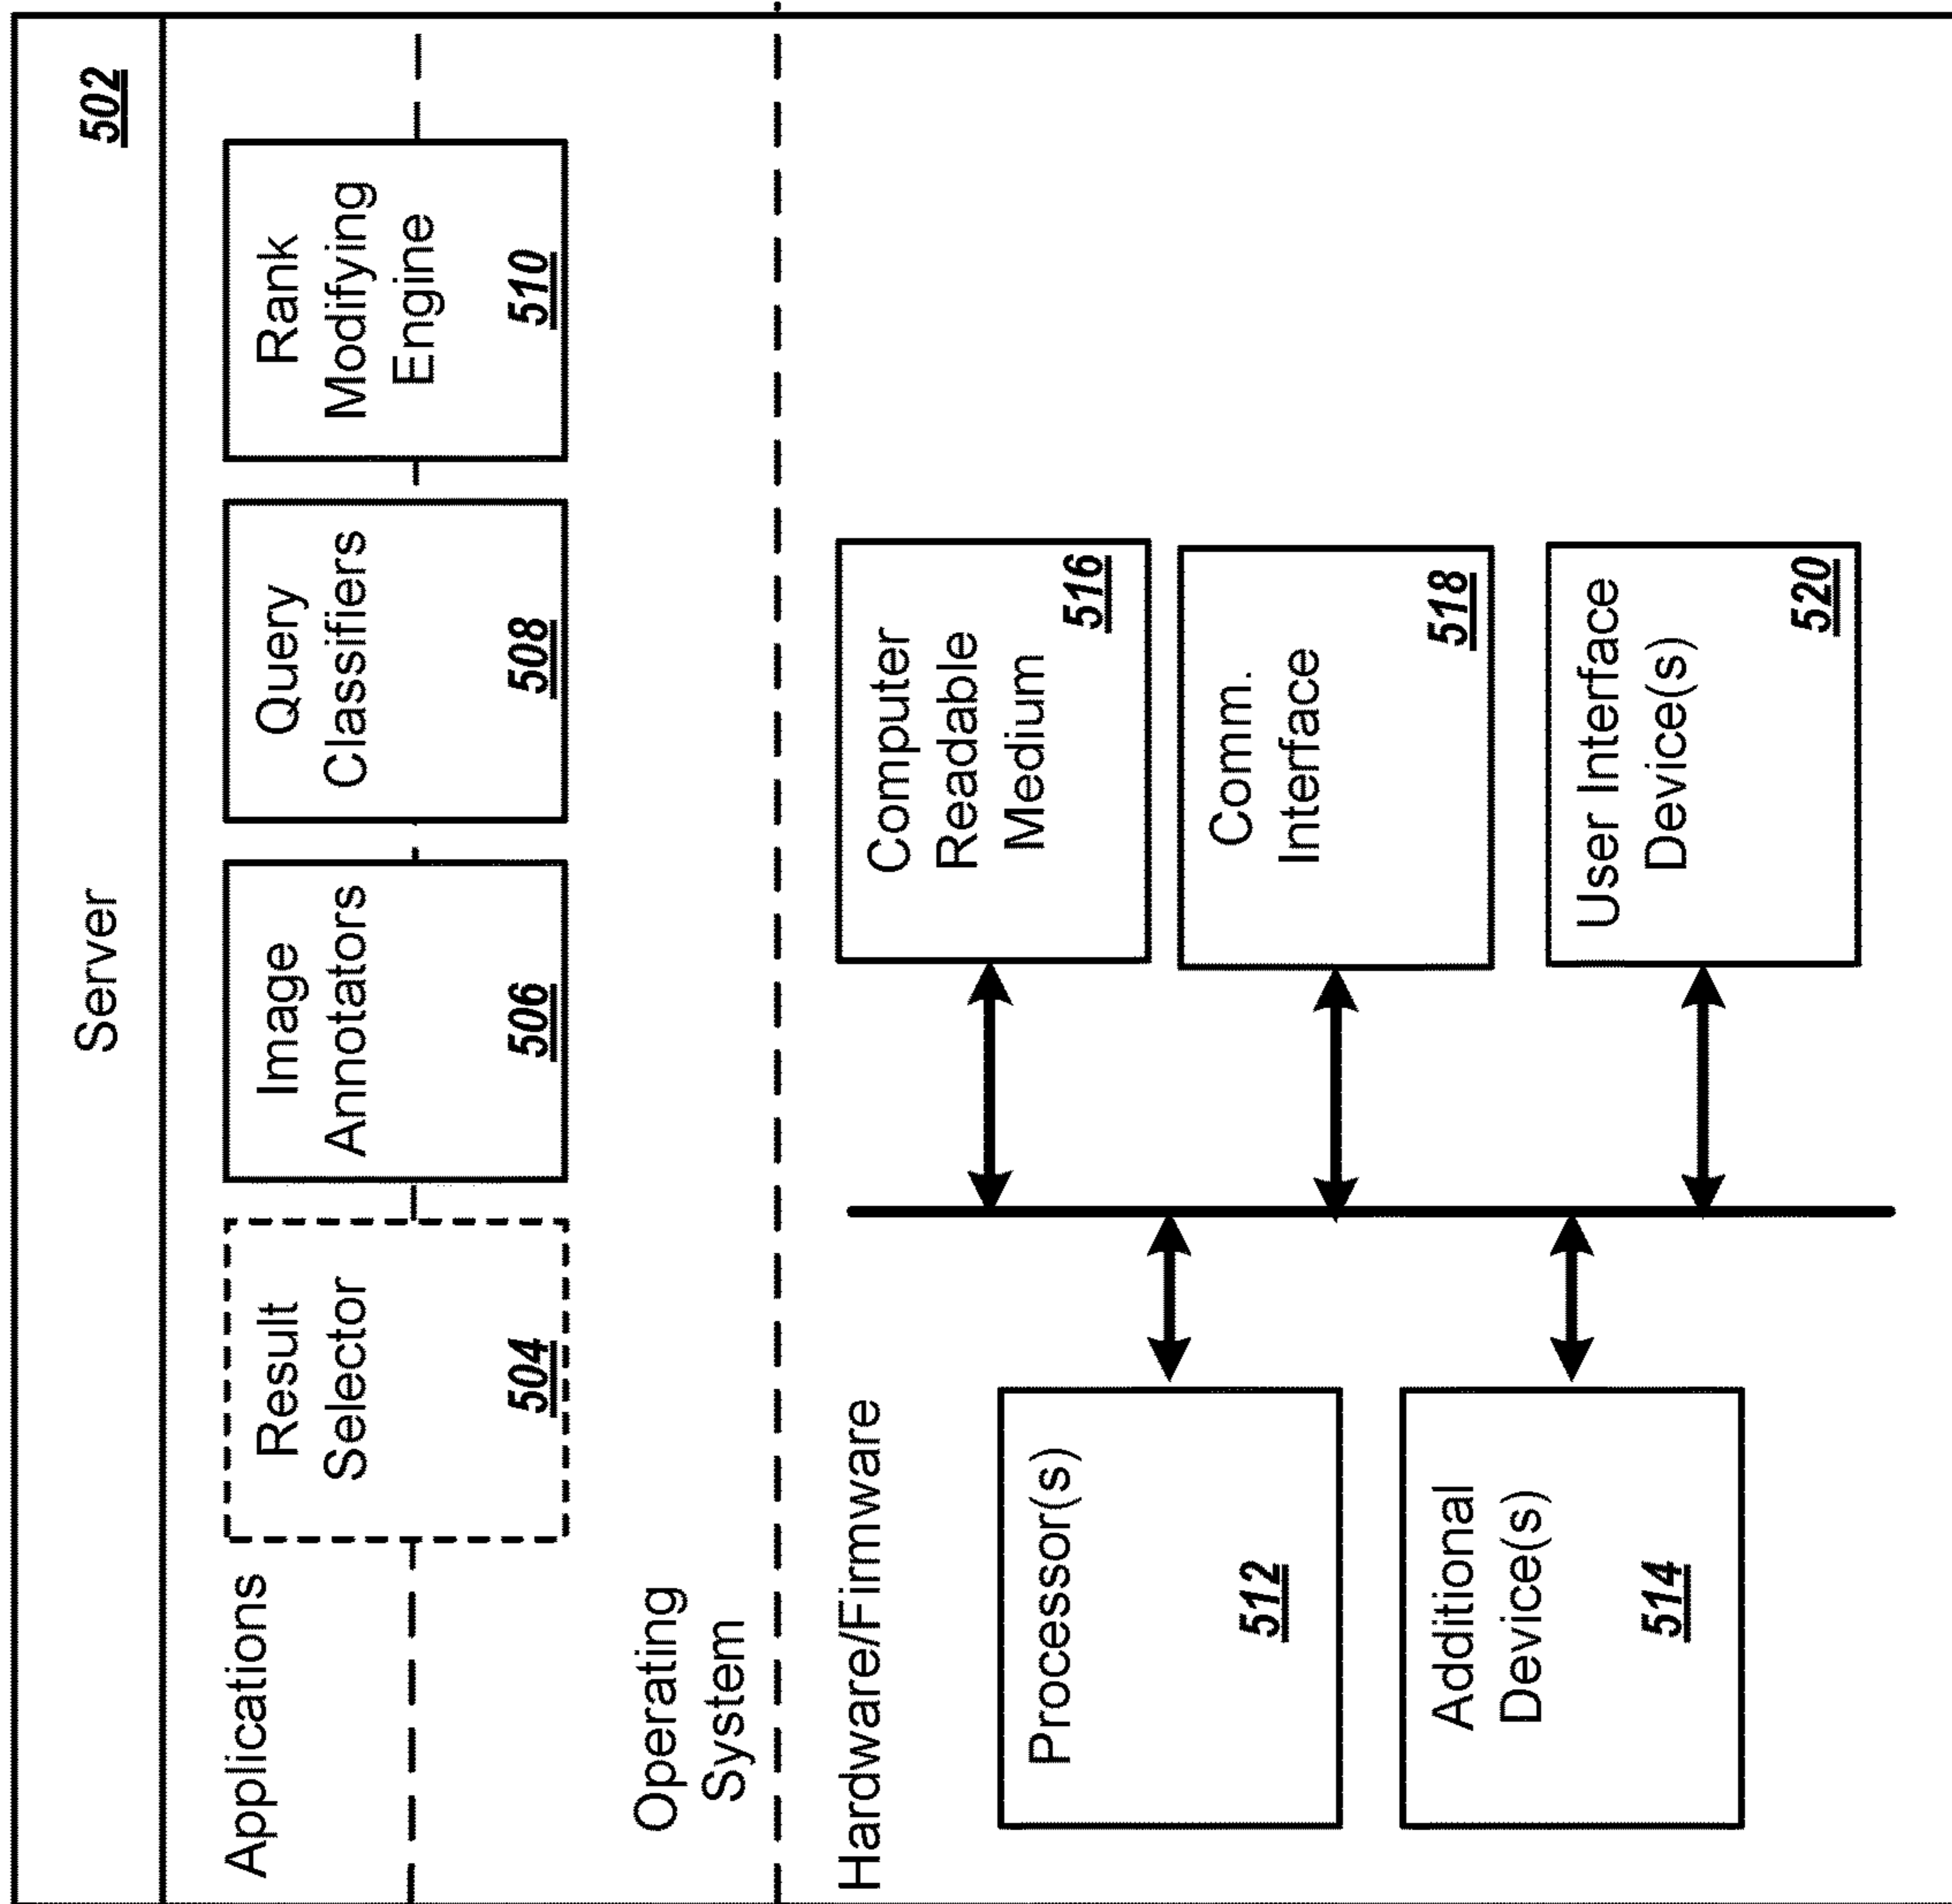 Server
502
Applications
Result
Selector
504
Image
Annotators
506
Query
Classifiers
508
Rank
Modifying
Engine
510
Operating
System
Hardware/Firmware
Processor(s)
512
Additional
Device(s)
514
Computer
Readable
Medium
516
Comm.
Interface
518
User Interface
Device(s)
520